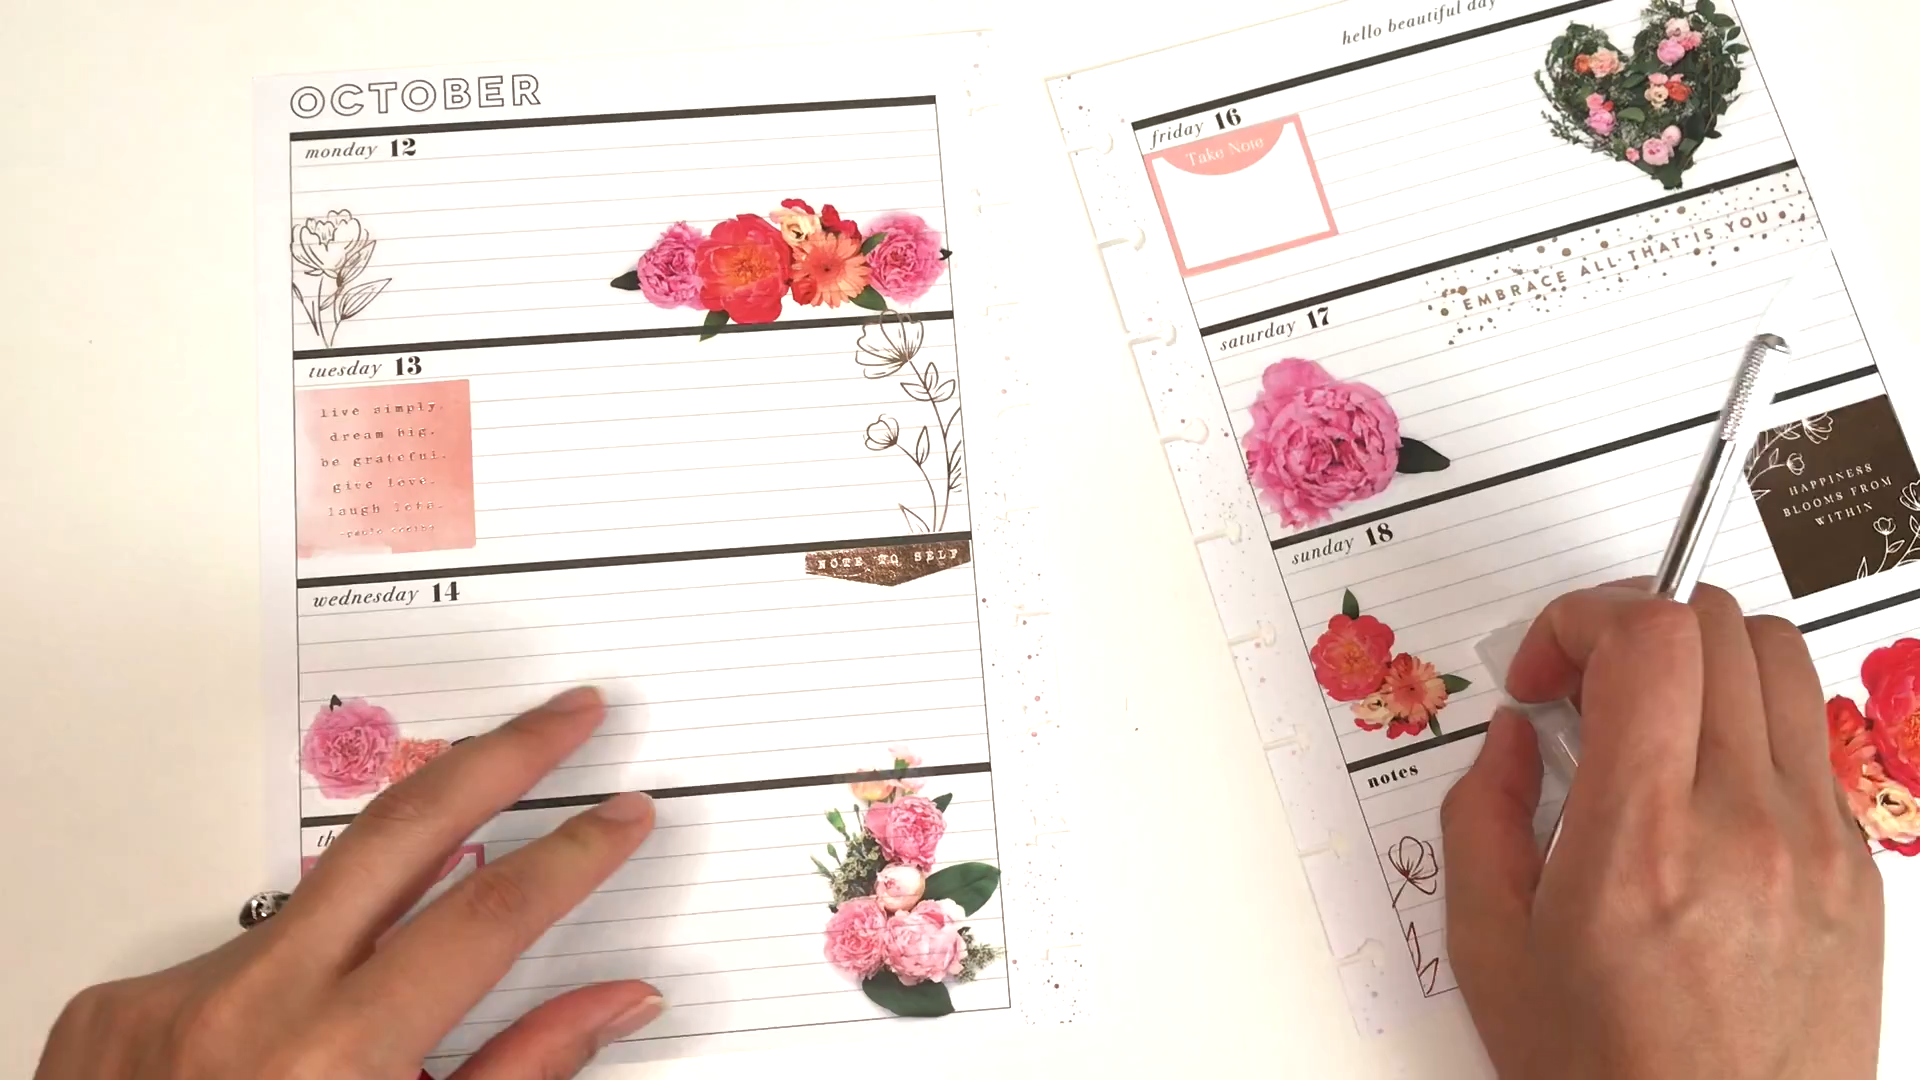 OCTOBER
monday 12
tuesday 13
live simply.
dream big.
be grateful.
give love.
laugh lots.
NOTE TO SELF
wednesday 14
th
hello beautiful day
friday 16
Take Note
EMBRACE ALL THAT IS YOU
saturday 17
HAPPINESS
BLOOMS FROM
WITHIN
sunday 18
notes